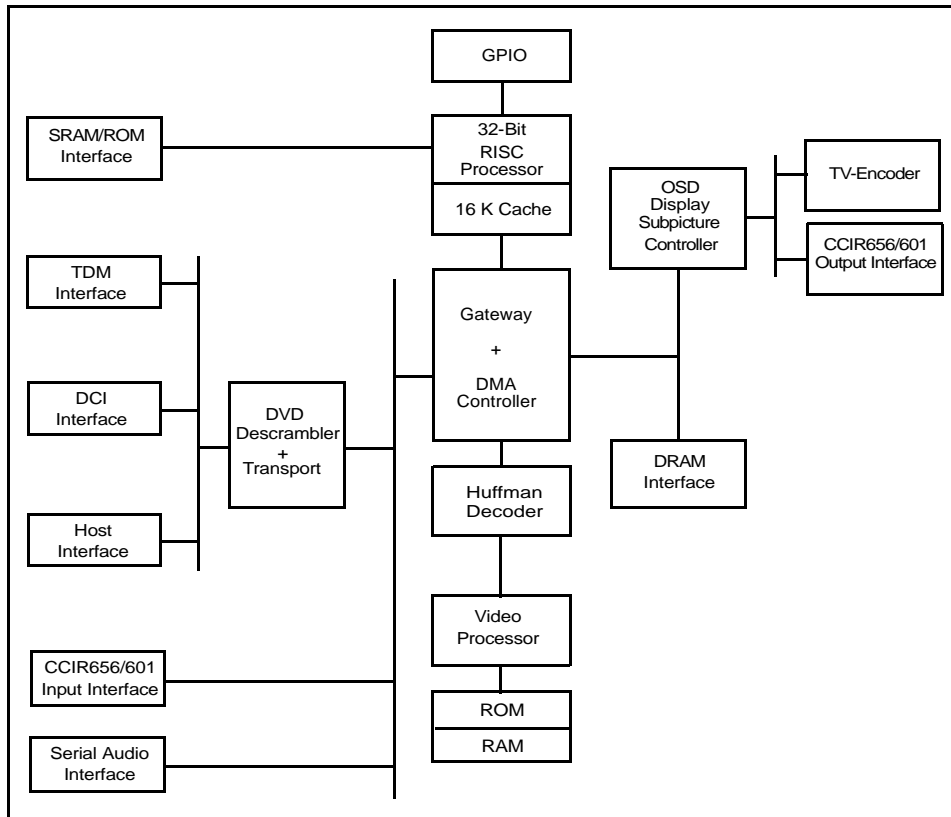 GPIO
SRAM/ROM
Interface
32-Bit
RISC
Processor
16 K Cache
OSD
Display
Subpicture
Controller
TV-Encoder
CCIR656/601
Output Interface
TDM
Interface
Gateway
+
DMA
Controller
DCI
Interface
DVD
Descrambler
+
Transport
DRAM
Interface
Huffman
Decoder
Host
Interface
Video
Processor
CCIR656/601
Input Interface
ROM
RAM
Serial Audio
Interface